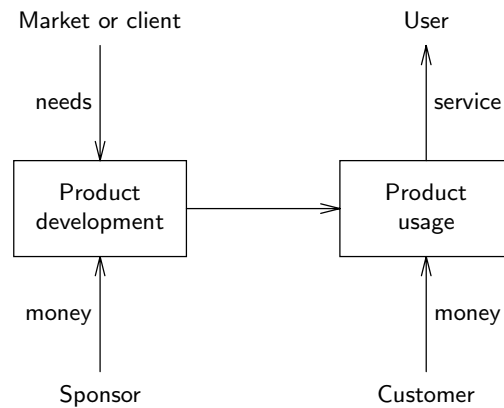 Market or client
User
needs
service
Product
development
Product
usage
money
money
Sponsor
Customer